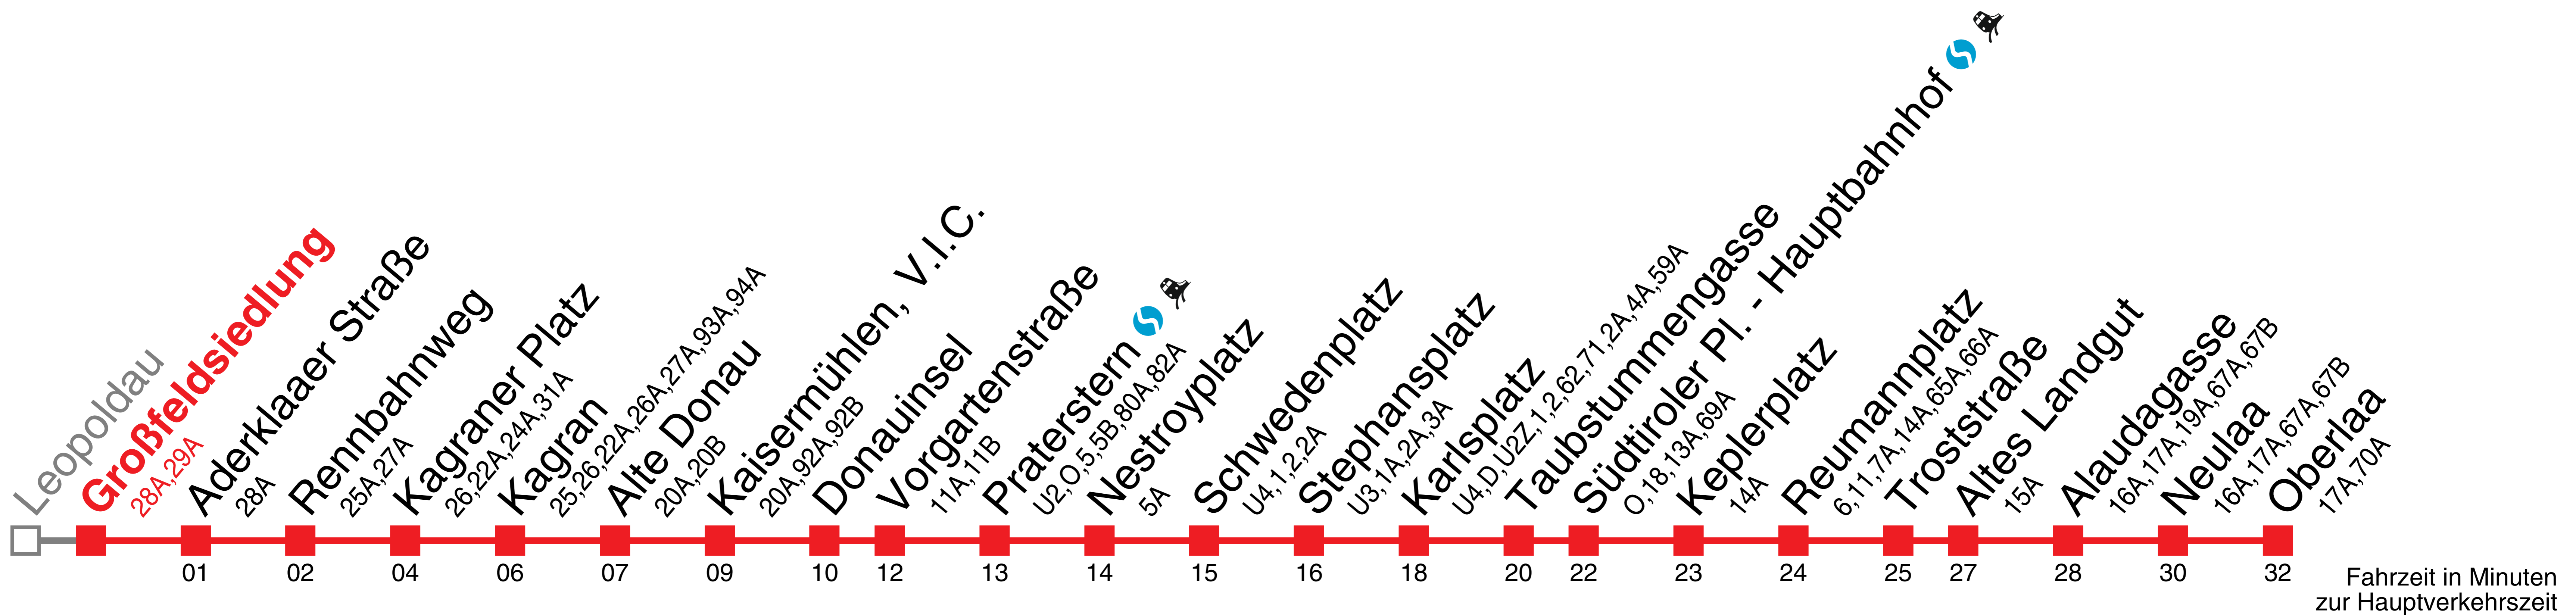 Leopoldau
Großfeldsiedlung
28A,29A
Aderklaaer Straße
28A
Rennbahnweg
25A,27A
Kagraner Platz
26,22A,24A,31A
Kagran
25,26,22A,26A,27A,93A,94A
Alte Donau
20A,20B
Kaisermühlen, V.I.C.
20A,92A,92B
Donauinsel
Vorgartenstraße
11A,11B
Praterstern
U2,O,5,5B,80A,82A
Nestroyplatz
5A
Schwedenplatz
U4,1,2,2A
Stephansplatz
U3,1A,2A,3A
Karlsplatz
U4,D,U2Z,1,2,62,71,2A,4A,59A
Taubstummengasse
Südtiroler Pl. - Hauptbahnhof
O,18,13A,69A
Keplerplatz
14A
Reumannplatz
6,11,7A,14A,65A,66A
Troststraße
Altes Landgut
15A
Alaudagasse
16A,17A,19A,67A,67B
Neulaa
16A,17A,67A,67B
Oberlaa
17A,70A
01 02 04 06 07 09 10 12 13 14 15 16 18 20 22 23 24 25 27 28 30 32
Fahrzeit in Minuten
zur Hauptverkehrszeit